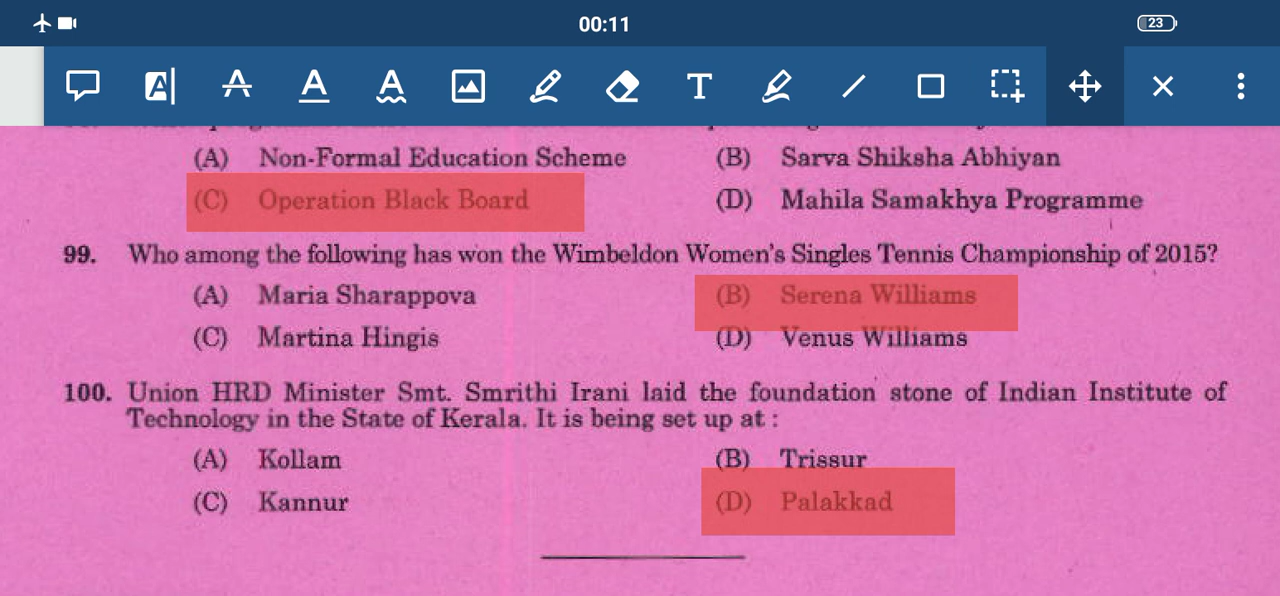 00:11
23
(A) Non-Formal Education Scheme (B) Sarva Shiksha Abhiyan
(C) Operation Black Board (D) Mahila Samakhya Programme
99. Who among the following has won the Wimbeldon Women's Singles Tennis Championship of 2015?
(A) Maria Sharappova (B) Serena Williams
(C) Martina Hingis (D) Venus Williams
100. Union HRD Minister Smt. Smrithi Irani laid the foundation stone of Indian Institute of
Technology in the State of Kerala. It is being set up at :
(A) Kollam (B) Trissur
(C) Kannur (D) Palakkad